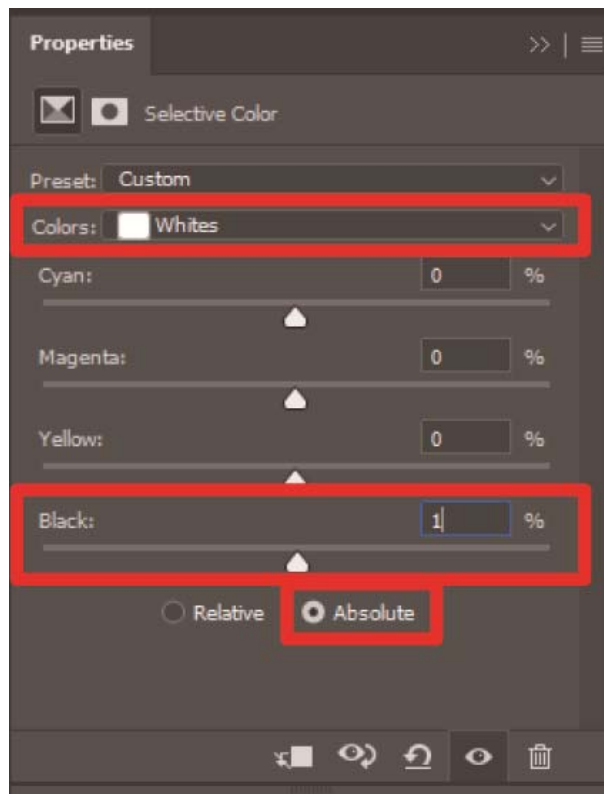 Properties
Selective Color
Preset: Custom
Colors: Whites
Cyan: 0 %
Magenta: 0 %
Yellow: 0 %
Black: 1 %
Relative Absolute